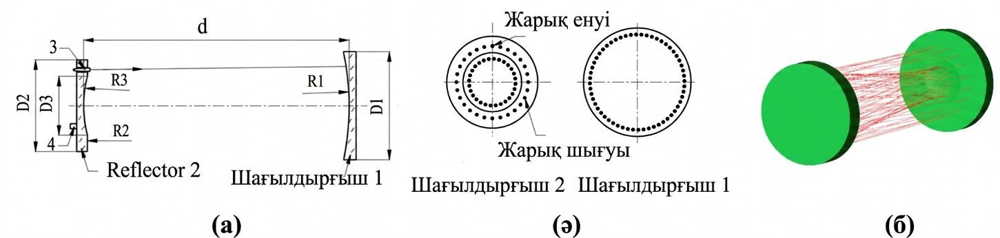 d
3
R3
R1
D2
D3
D1
R2
4
Reflector 2
Шағылдырғыш 1
(а)
Жарық енуі
Жарық шығуы
Шағылдырғыш 2
Шағылдырғыш 1
(ә)
(б)